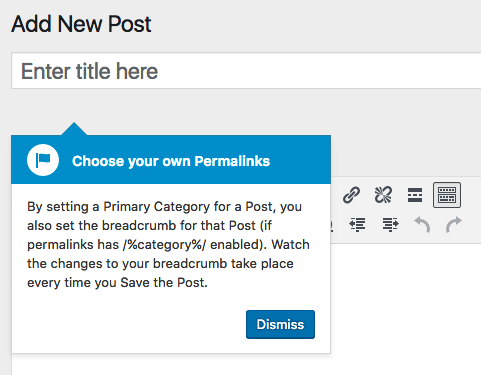 Add New Post
Enter title here
Choose your own Permalinks
By setting a Primary Category for a Post, you
also set the breadcrumb for that Post (if
permalinks has /%category%/ enabled). Watch
the changes to your breadcrumb take place
every time you Save the Post.
Dismiss